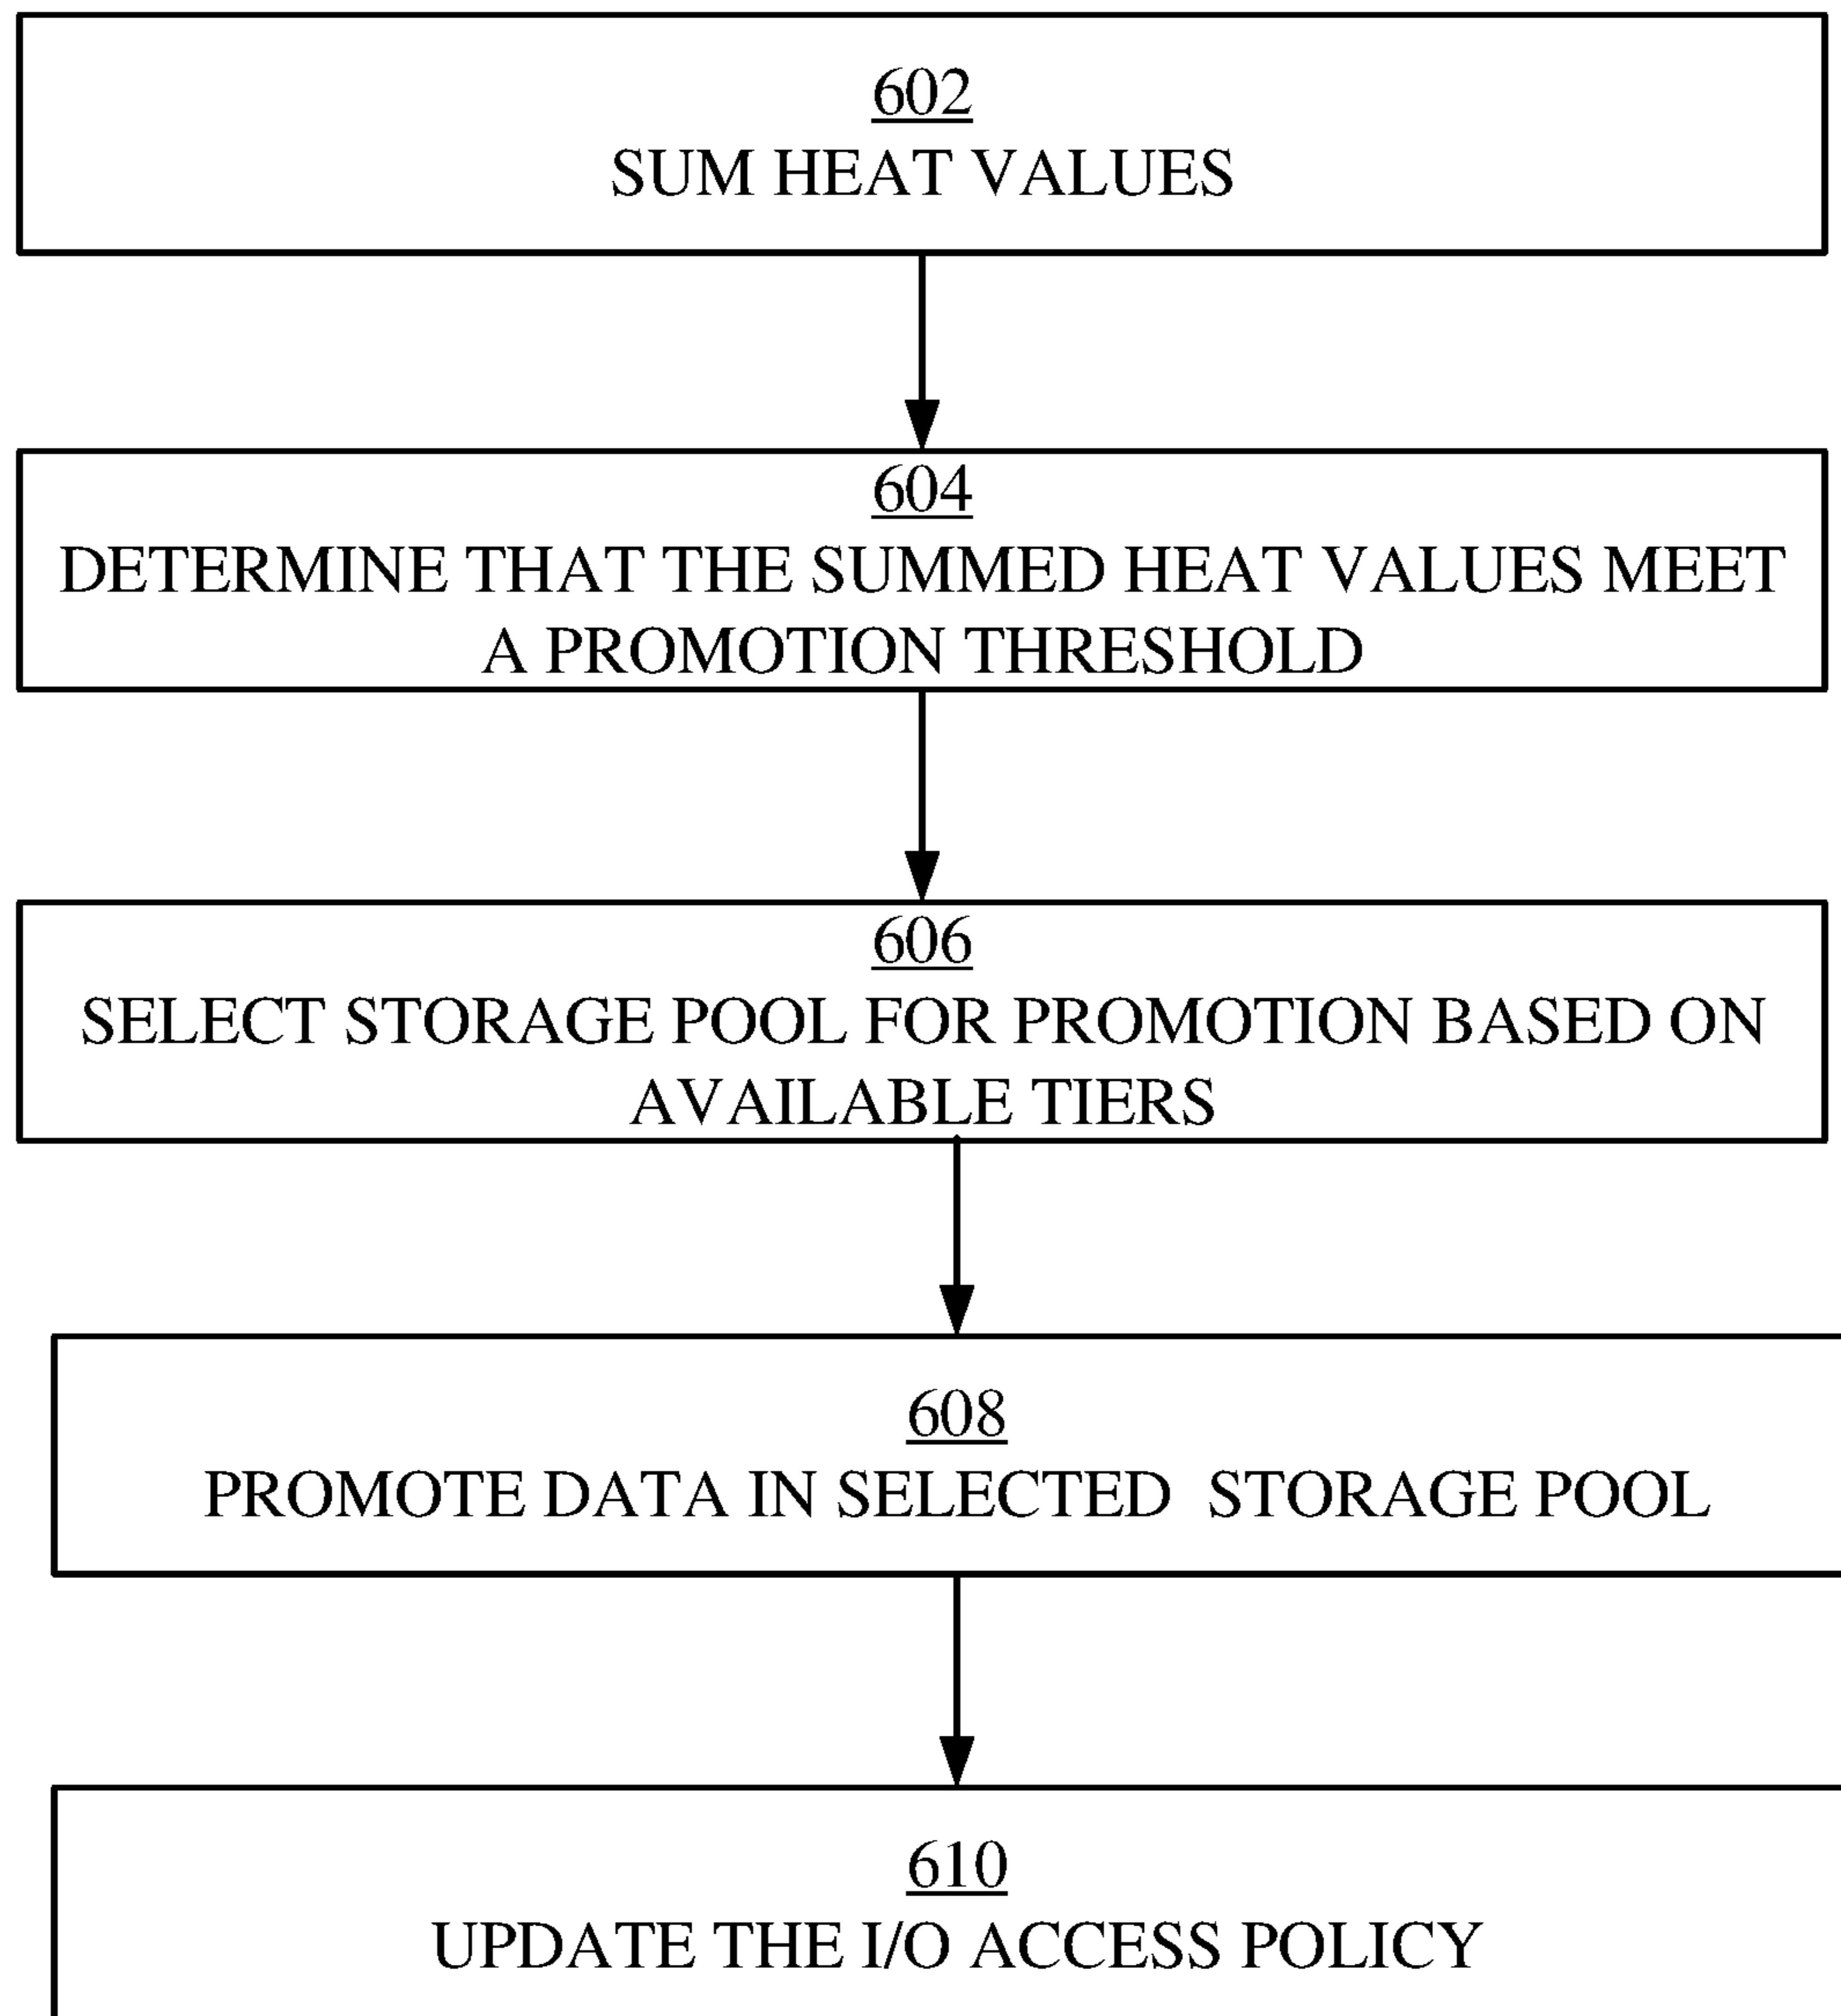 602
SUM HEAT VALUES
604
DETERMINE THAT THE SUMMED HEAT VALUES MEET
A PROMOTION THRESHOLD
606
SELECT STORAGE POOL FOR PROMOTION BASED ON
AVAILABLE TIERS
608
PROMOTE DATA IN SELECTED STORAGE POOL
610
UPDATE THE I/O ACCESS POLICY